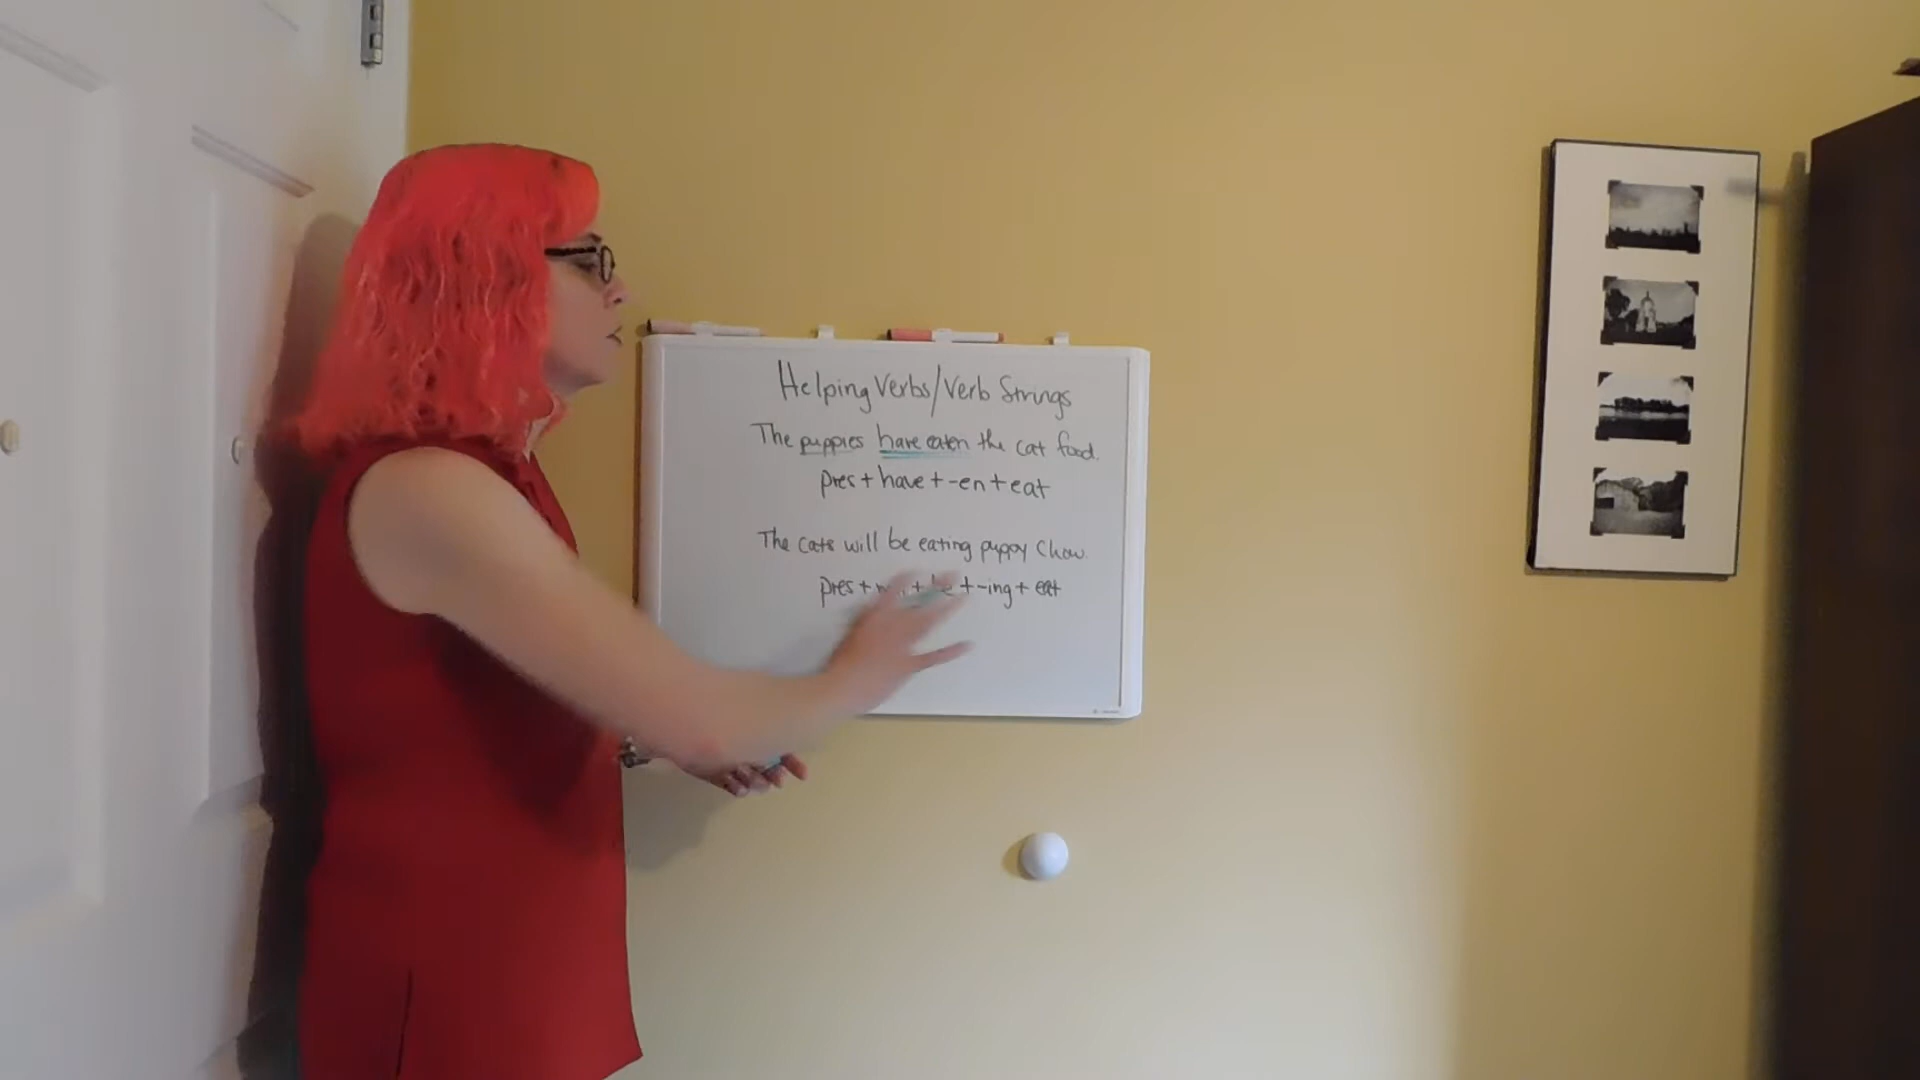 Helping Verbs/Verb Strings
The puppies have eaten the cat food.
pres + have + -en + eat
The cats will be eating puppy chow.
pres + + be + -ing + eat